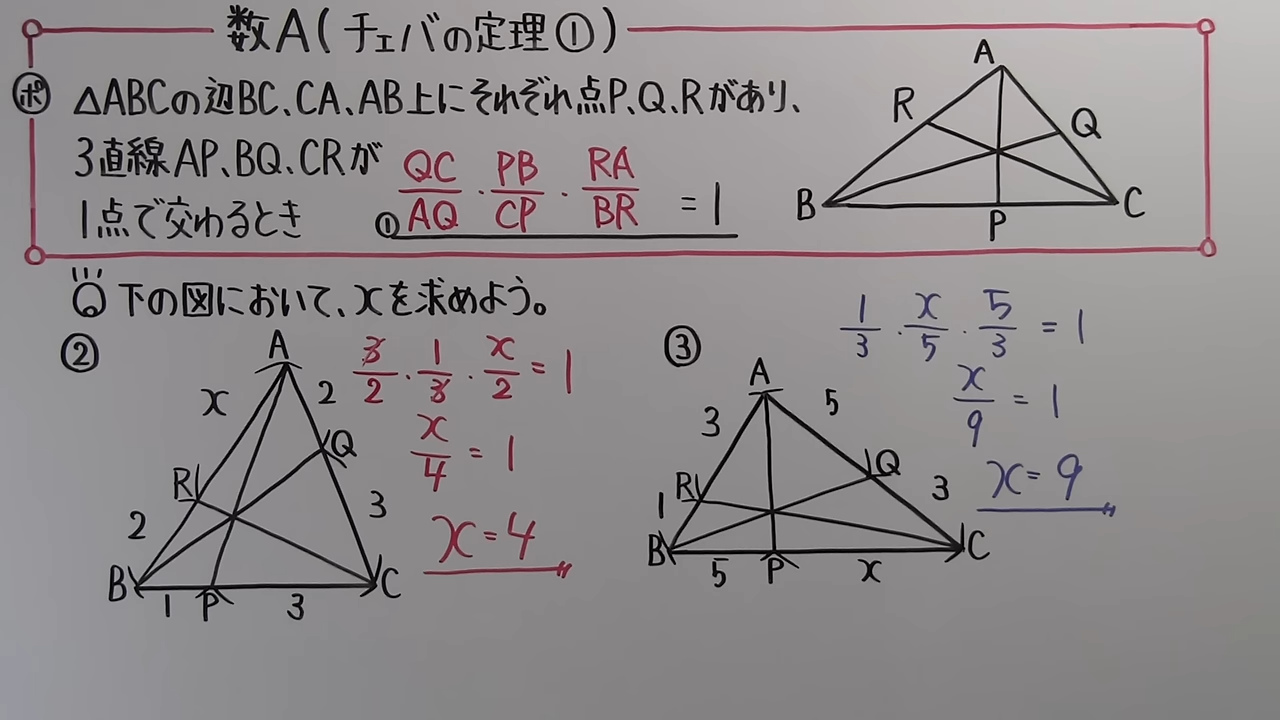 数A(チェバの定理①)
ポ △ABCの辺BC、CA、AB上にそれぞれ点P、Q、Rがあり、
3直線AP、BQ、CRが
1点で交わるとき ① QC/AQ · PB/CP · RA/BR = 1
A
R
Q
B
P
C
下の図において、xを求めよう。
②
A
x
2
R
Q
2
3
B
1
P
3
C
3/2 · 1/3 · x/2 = 1
x/4 = 1
x=4
③
A
3
5
R
Q
1
3
B
5
P
x
C
1/3 · x/5 · 5/3 = 1
x/9 = 1
x=9